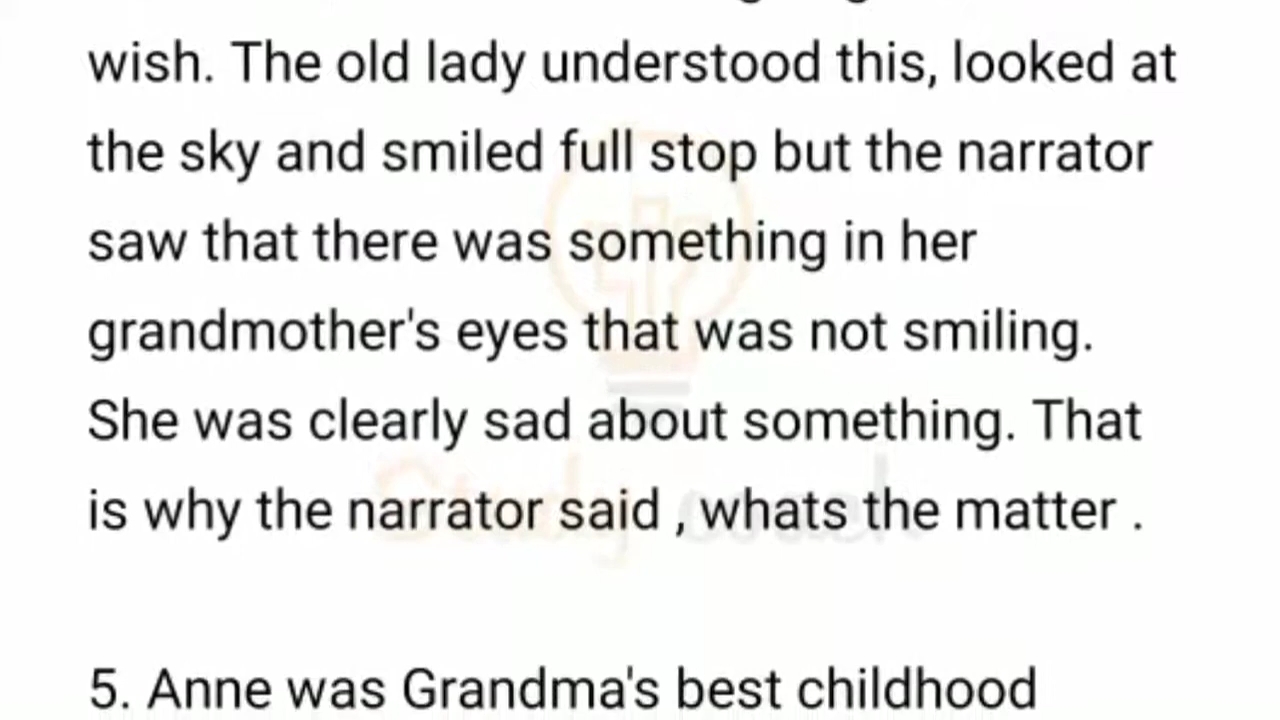 wish. The old lady understood this, looked at
the sky and smiled full stop but the narrator
saw that there was something in her
grandmother's eyes that was not smiling.
She was clearly sad about something. That
is why the narrator said , whats the matter .
5. Anne was Grandma's best childhood